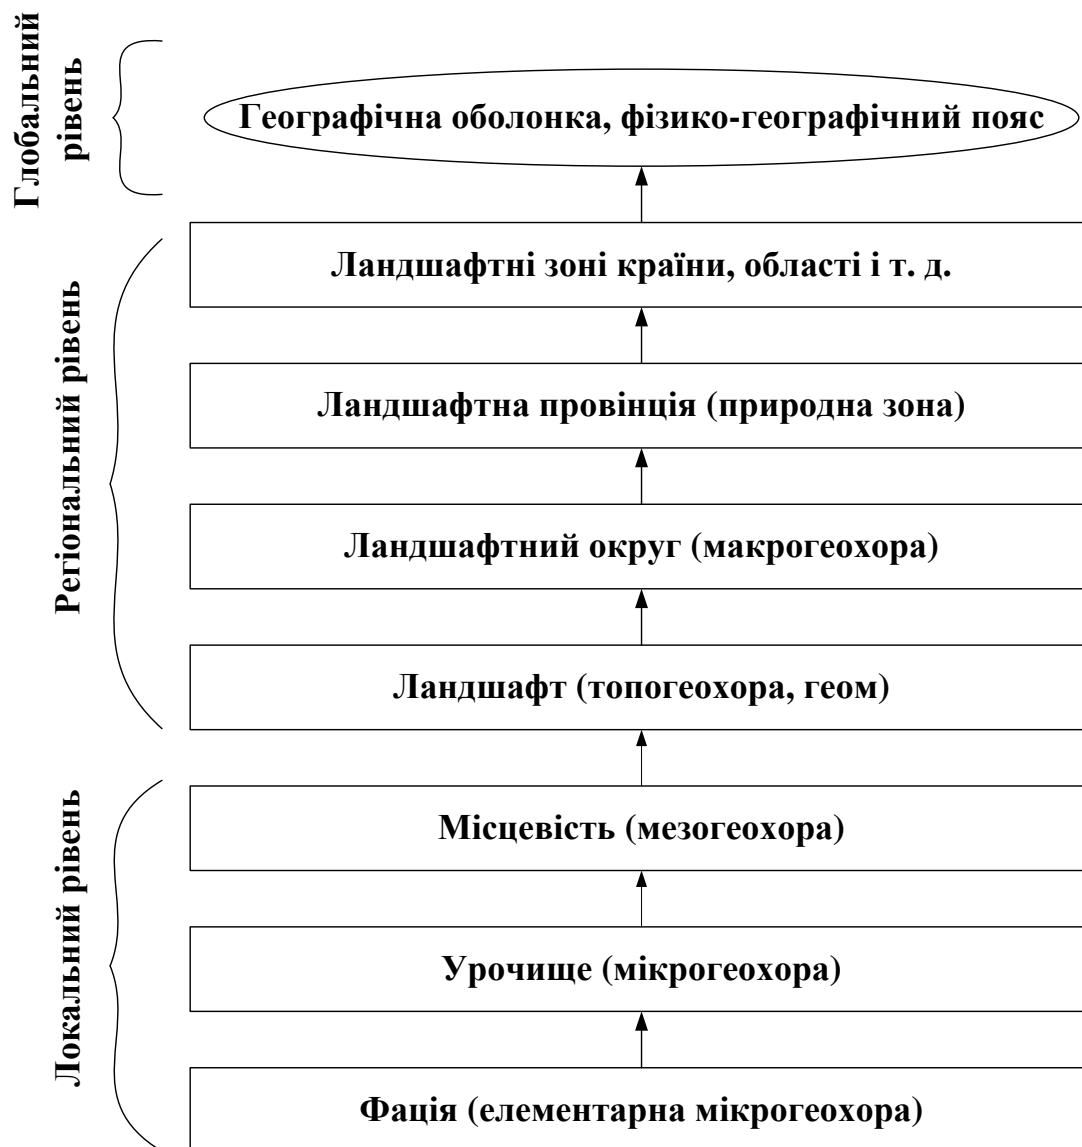 Глобальний
рівень
Географічна оболонка, фізико-географічний пояс
Регіональний рівень
Ландшафтні зоні країни, області і т. д.
Ландшафтна провінція (природна зона)
Ландшафтний округ (макрогеохора)
Ландшафт (топогеохора, геом)
Локальний рівень
Місцевість (мезогеохора)
Урочище (мікрогеохора)
Фація (елементарна мікрогеохора)